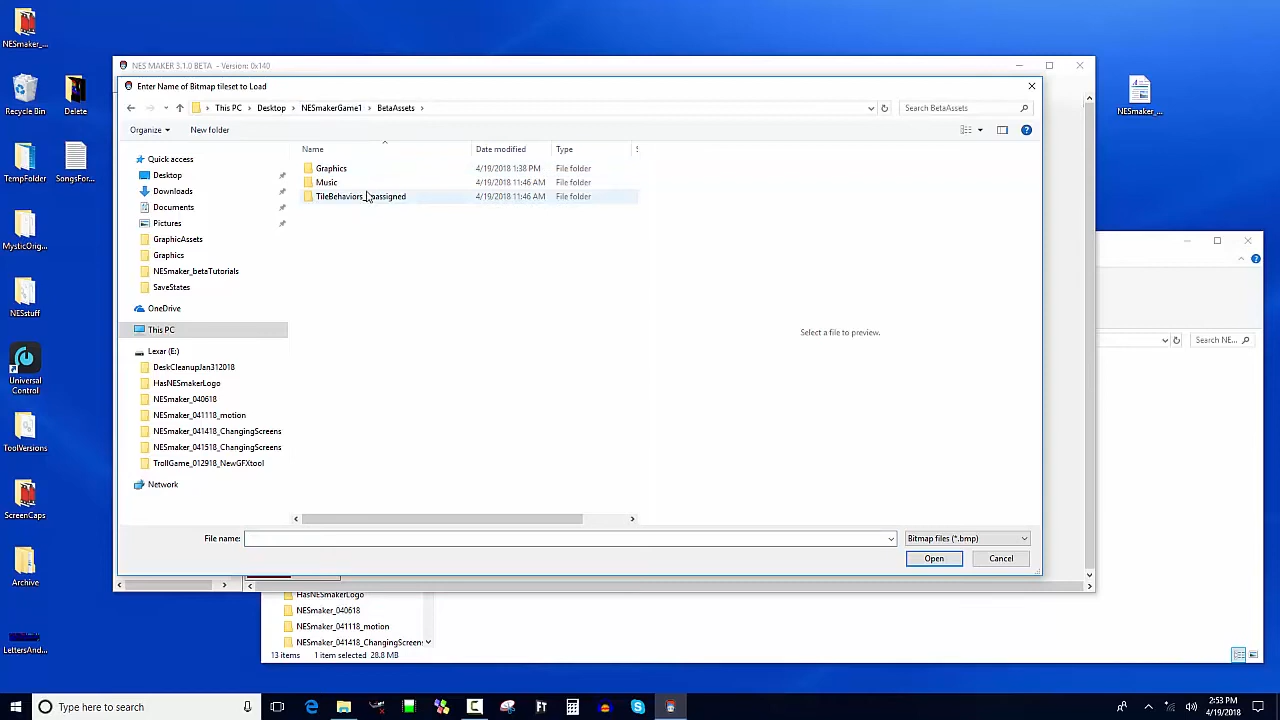 NESmaker_...
Recycle Bin
Delete
TempFolder
SongsFor...
MysticOrig...
NESstuff
Universal
Control
ToolVersions
ScreenCaps
Archive
LettersAnd...
NESmaker_...
NES MAKER 3.1.0 BETA - Version: 0x140
Enter Name of Bitmap tileset to Load
This PC > Desktop > NESmakerGame1 > BetaAssets >
Search BetaAssets
Organize
New folder
Name
Date modified
Type
Graphics 4/19/2018 1:38 PM File folder
Music 4/19/2018 11:46 AM File folder
4/19/2018 11:46 AM File folder
Quick access
Desktop
Downloads
Documents
Pictures
GraphicAssets
Graphics
NESmaker_betaTutorials
SaveStates
OneDrive
This PC
Lexar (E:)
DeskCleanupJan312018
HasNESmakerLogo
NESmaker_040618
NESmaker_041118_motion
NESmaker_041418_ChangingScreens
NESmaker_041518_ChangingScreens
TrollGame_012918_NewGFXtool
Network
Select a file to preview.
File name:
Bitmap files (*.bmp)
Open
Cancel
Search NE...
HasNESmakerLogo
NESmaker_040618
NESmaker_041118_motion
NESmaker_041418_ChangingScreen
13 items
1 item selected 28.8 MB
Type here to search
2:53 PM
4/19/2018